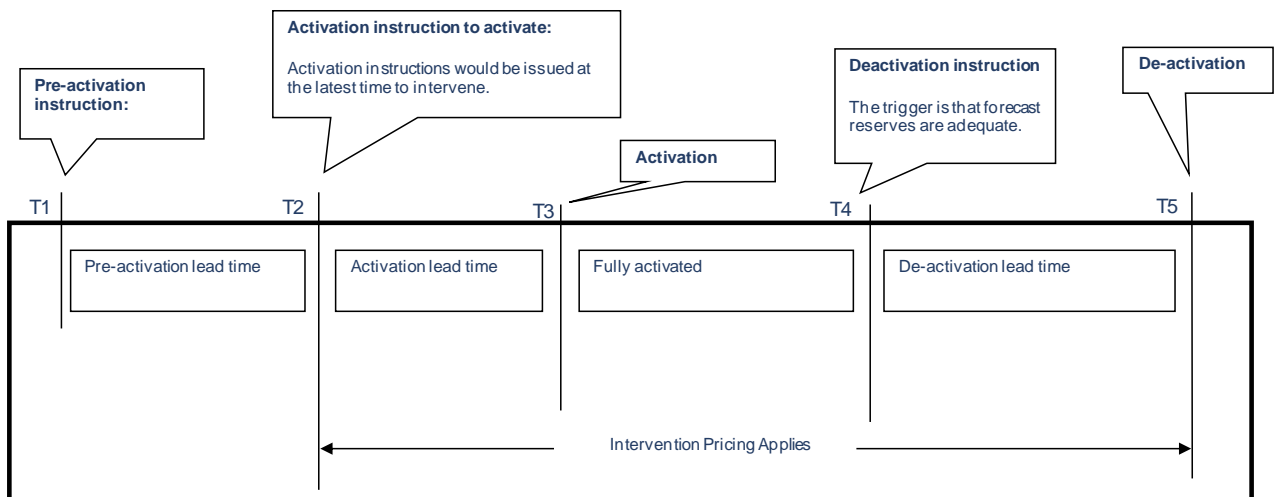 Pre-activation
instruction:
Activation instruction to activate:
Activation instructions would be issued at
the latest time to intervene.
Activation
Deactivation instruction
The trigger is that forecast
reserves are adequate.
De-activation
T1
T2
T3
T4
T5
Pre-activation lead time
Activation lead time
Fully activated
De-activation lead time
Intervention Pricing Applies